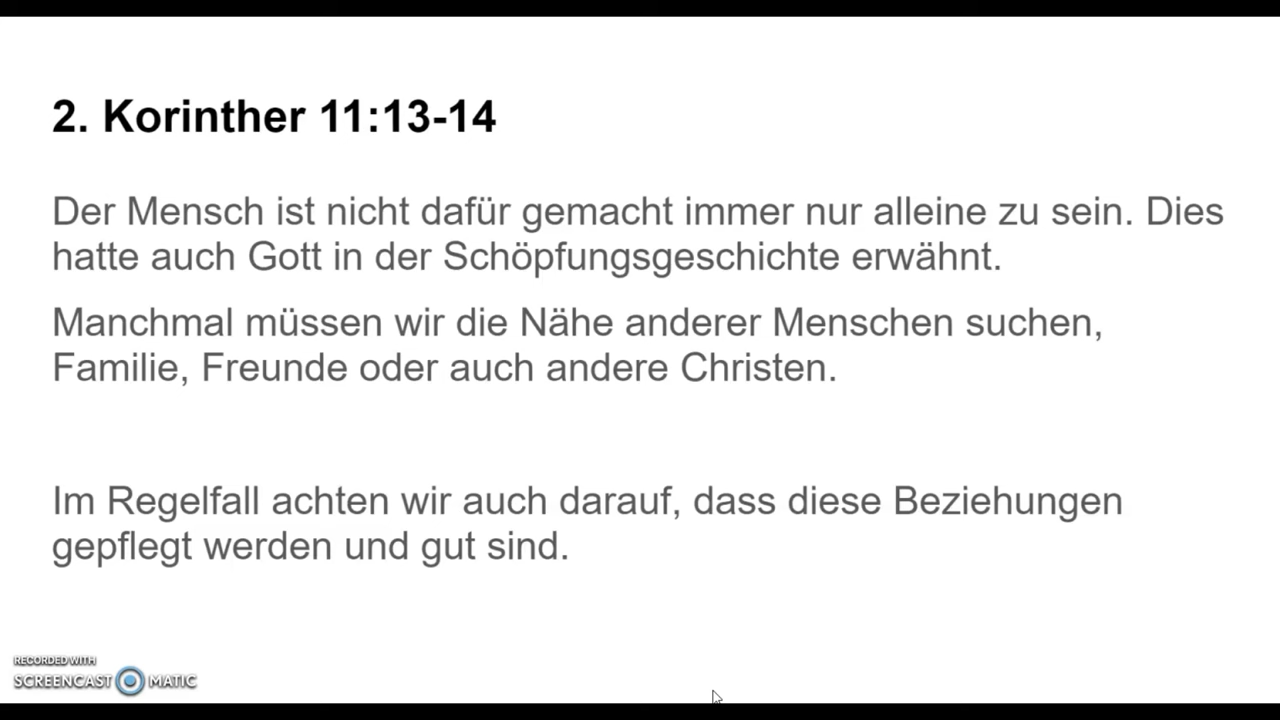 2. Korinther 11:13-14
Der Mensch ist nicht dafür gemacht immer nur alleine zu sein. Dies
hatte auch Gott in der Schöpfungsgeschichte erwähnt.
Manchmal müssen wir die Nähe anderer Menschen suchen,
Familie, Freunde oder auch andere Christen.
Im Regelfall achten wir auch darauf, dass diese Beziehungen
gepflegt werden und gut sind.
RECORDED WITH
SCREENCAST MATIC